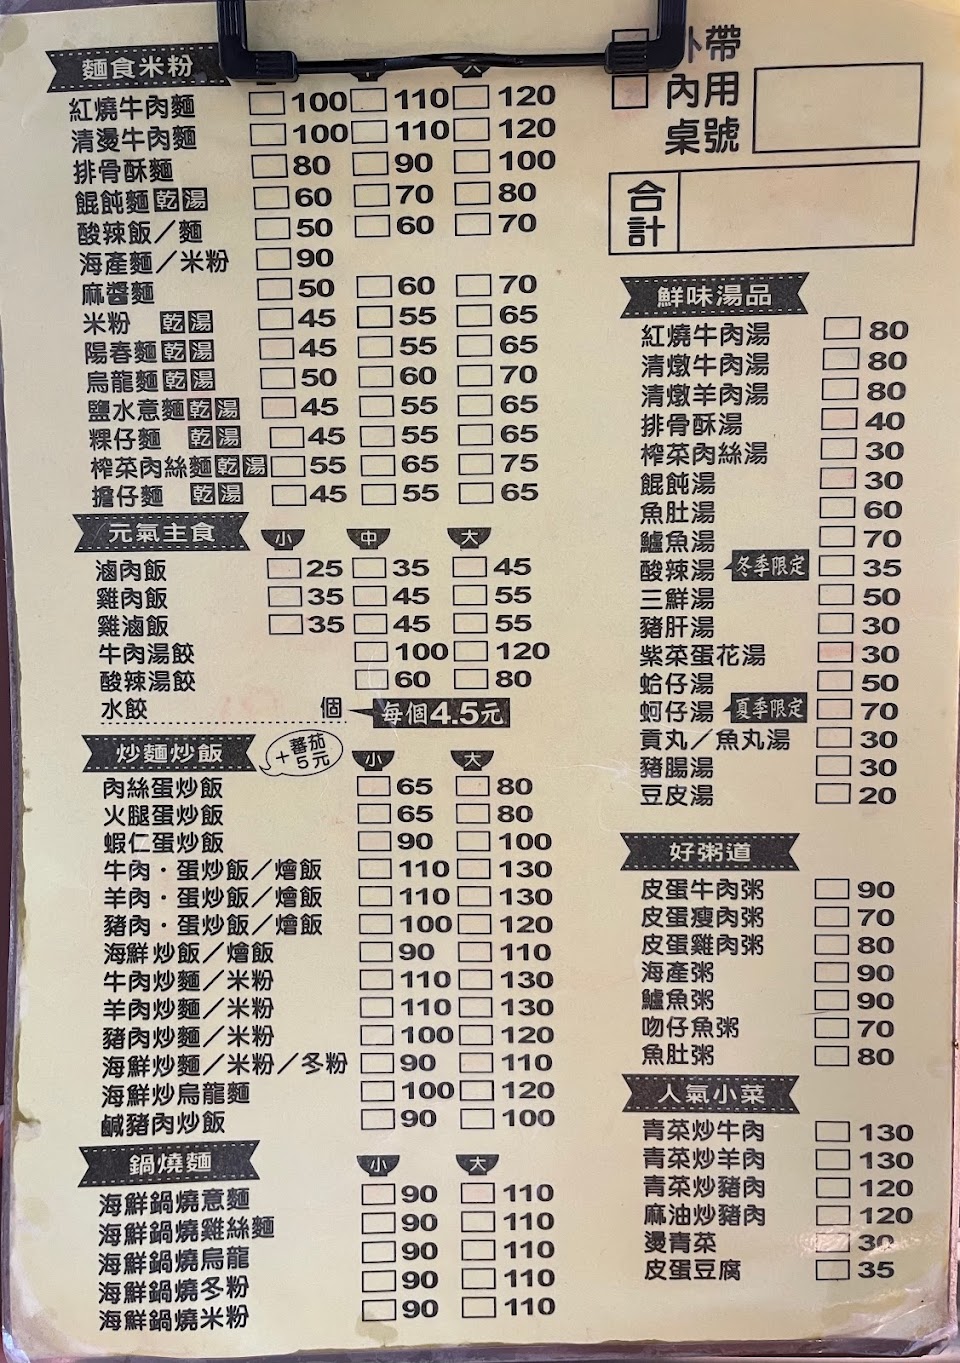 外帶
內用
桌號
合計
麵食米粉
紅燒牛肉麵 100 110 120
清燙牛肉麵 100 110 120
排骨酥麵 80 90 100
餛飩麵 乾 湯 60 70 80
酸辣飯／麵 50 60 70
海產麵／米粉 90
麻醬麵 50 60 70
米粉 乾 湯 45 55 65
陽春麵 乾 湯 45 55 65
烏龍麵 乾 湯 50 60 70
鹽水意麵 乾 湯 45 55 65
粿仔麵 乾 湯 45 55 65
榨菜肉絲麵 乾 湯 55 65 75
擔仔麵 乾 湯 45 55 65
元氣主食 小 中 大
滷肉飯 25 35 45
雞肉飯 35 45 55
雞滷飯 35 45 55
牛肉湯餃 100 120
酸辣湯餃 60 80
水餃 個 每個4.5元
炒麵炒飯 +蕃茄5元 小 大
肉絲蛋炒飯 65 80
火腿蛋炒飯 65 80
蝦仁蛋炒飯 90 100
牛肉・蛋炒飯／燴飯 110 130
羊肉・蛋炒飯／燴飯 110 130
豬肉・蛋炒飯／燴飯 100 120
海鮮炒飯／燴飯 90 110
牛肉炒麵／米粉 110 130
羊肉炒麵／米粉 110 130
豬肉炒麵／米粉 100 120
海鮮炒麵／米粉／冬粉 90 110
海鮮炒烏龍麵 100 120
鹹豬肉炒飯 90 100
鍋燒麵 小 大
海鮮鍋燒意麵 90 110
海鮮鍋燒雞絲麵 90 110
海鮮鍋燒烏龍 90 110
海鮮鍋燒冬粉 90 110
海鮮鍋燒米粉 90 110
鮮味湯品
紅燒牛肉湯 80
清燉牛肉湯 80
清燉羊肉湯 80
排骨酥湯 40
榨菜肉絲湯 30
餛飩湯 30
魚肚湯 60
鱸魚湯 70
酸辣湯 冬季限定 35
三鮮湯 50
豬肝湯 30
紫菜蛋花湯 30
蛤仔湯 50
蚵仔湯 夏季限定 70
貢丸／魚丸湯 30
豬腸湯 30
豆皮湯 20
好粥道
皮蛋牛肉粥 90
皮蛋瘦肉粥 70
皮蛋雞肉粥 80
海產粥 90
鱸魚粥 90
吻仔魚粥 70
魚肚粥 80
人氣小菜
青菜炒牛肉 130
青菜炒羊肉 130
青菜炒豬肉 120
麻油炒豬肉 120
燙青菜 30
皮蛋豆腐 35